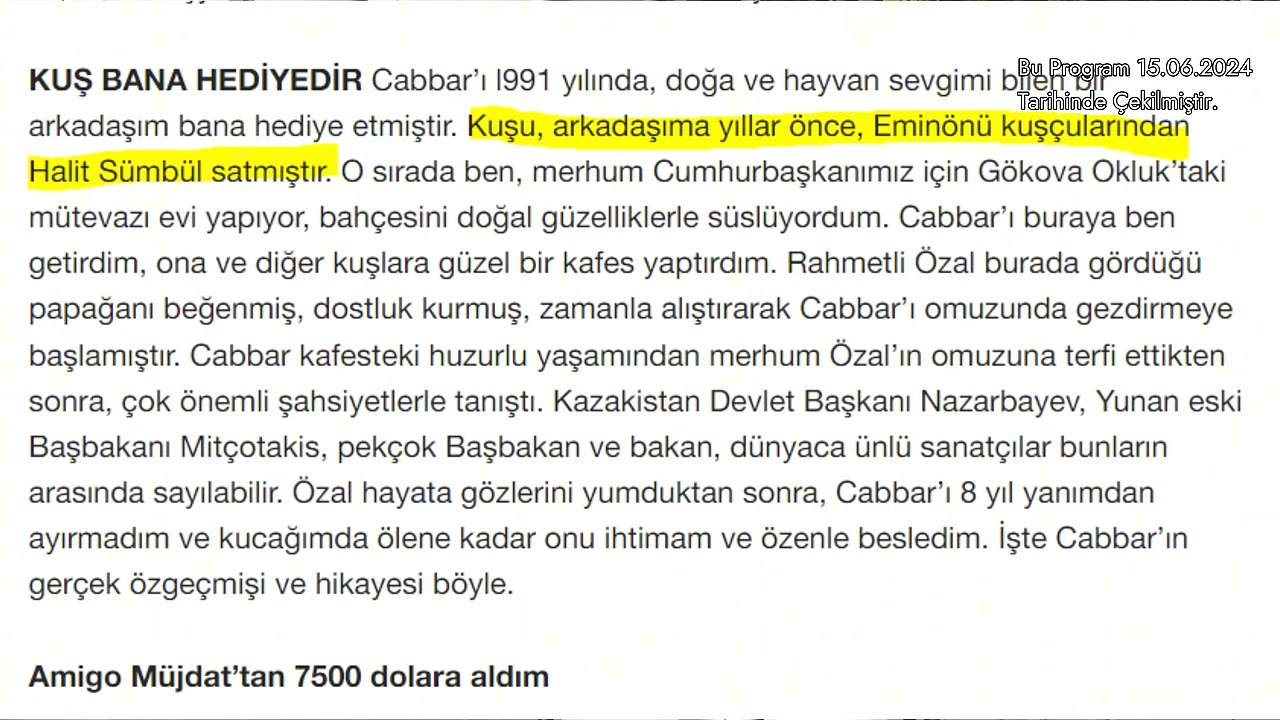 KUŞ BANA HEDİYEDİR Cabbar’ı l991 yılında, doğa ve hayvan sevgimi bilen bir
arkadaşım bana hediye etmiştir. Kuşu, arkadaşıma yıllar önce, Eminönü kuşçularından
Halit Sümbül satmıştır. O sırada ben, merhum Cumhurbaşkanımız için Gökova Okluk’taki
mütevazı evi yapıyor, bahçesini doğal güzelliklerle süslüyordum. Cabbar’ı buraya ben
getirdim, ona ve diğer kuşlara güzel bir kafes yaptırdım. Rahmetli Özal burada gördüğü
papağanı beğenmiş, dostluk kurmuş, zamanla alıştırarak Cabbar’ı omuzunda gezdirmeye
başlamıştır. Cabbar kafesteki huzurlu yaşamından merhum Özal’ın omuzuna terfi ettikten
sonra, çok önemli şahsiyetlerle tanıştı. Kazakistan Devlet Başkanı Nazarbayev, Yunan eski
Başbakanı Mitçotakis, pekçok Başbakan ve bakan, dünyaca ünlü sanatçılar bunların
arasında sayılabilir. Özal hayata gözlerini yumduktan sonra, Cabbar’ı 8 yıl yanımdan
ayırmadım ve kucağımda ölene kadar onu ihtimam ve özenle besledim. İşte Cabbar’ın
gerçek özgeçmişi ve hikayesi böyle.
Amigo Müjdat’tan 7500 dolara aldım
Bu Program 15.06.2024
Tarihinde Çekilmiştir.